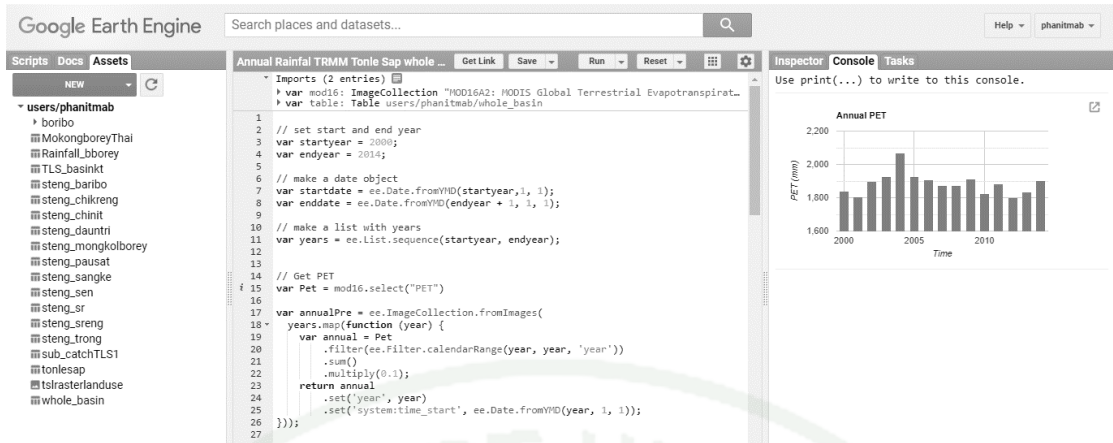 Google Earth Engine
Search places and datasets...
Help
phanitmab
Scripts Docs Assets
NEW
users/phanitmab
boribo
MokongboreyThai
Rainfall_bborey
TLS_basinkt
steng_baribo
steng_chikreng
steng_chinit
steng_dauntri
steng_mongkolborey
steng_pausat
steng_sangke
steng_sen
steng_sr
steng_sreng
steng_trong
sub_catchTLS1
tonlesap
tslrasterlanduse
whole_basin
Annual Rainfal TRMM Tonle Sap whole ...
Get Link Save Run Reset
Imports (2 entries)
var mod16: ImageCollection "MOD16A2: MODIS Global Terrestrial Evapotranspirat…
var table: Table users/phanitmab/whole_basin
1
2 // set start and end year
3 var startyear = 2000;
4 var endyear = 2014;
5
6 // make a date object
7 var startdate = ee.Date.fromYMD(startyear,1, 1);
8 var enddate = ee.Date.fromYMD(endyear + 1, 1, 1);
9
10 // make a list with years
11 var years = ee.List.sequence(startyear, endyear);
12
13
14 // Get PET
i 15 var Pet = mod16.select("PET")
16
17 var annualPre = ee.ImageCollection.fromImages(
18 years.map(function (year) {
19 var annual = Pet
20 .filter(ee.Filter.calendarRange(year, year, 'year'))
21 .sum()
22 .multiply(0.1);
23 return annual
24 .set('year', year)
25 .set('system:time_start', ee.Date.fromYMD(year, 1, 1));
26 }));
27
Inspector Console Tasks
Use print(...) to write to this console.
Annual PET
2,200
2,000
1,800
1,600
PET (mm)
2000 2005 2010
Time